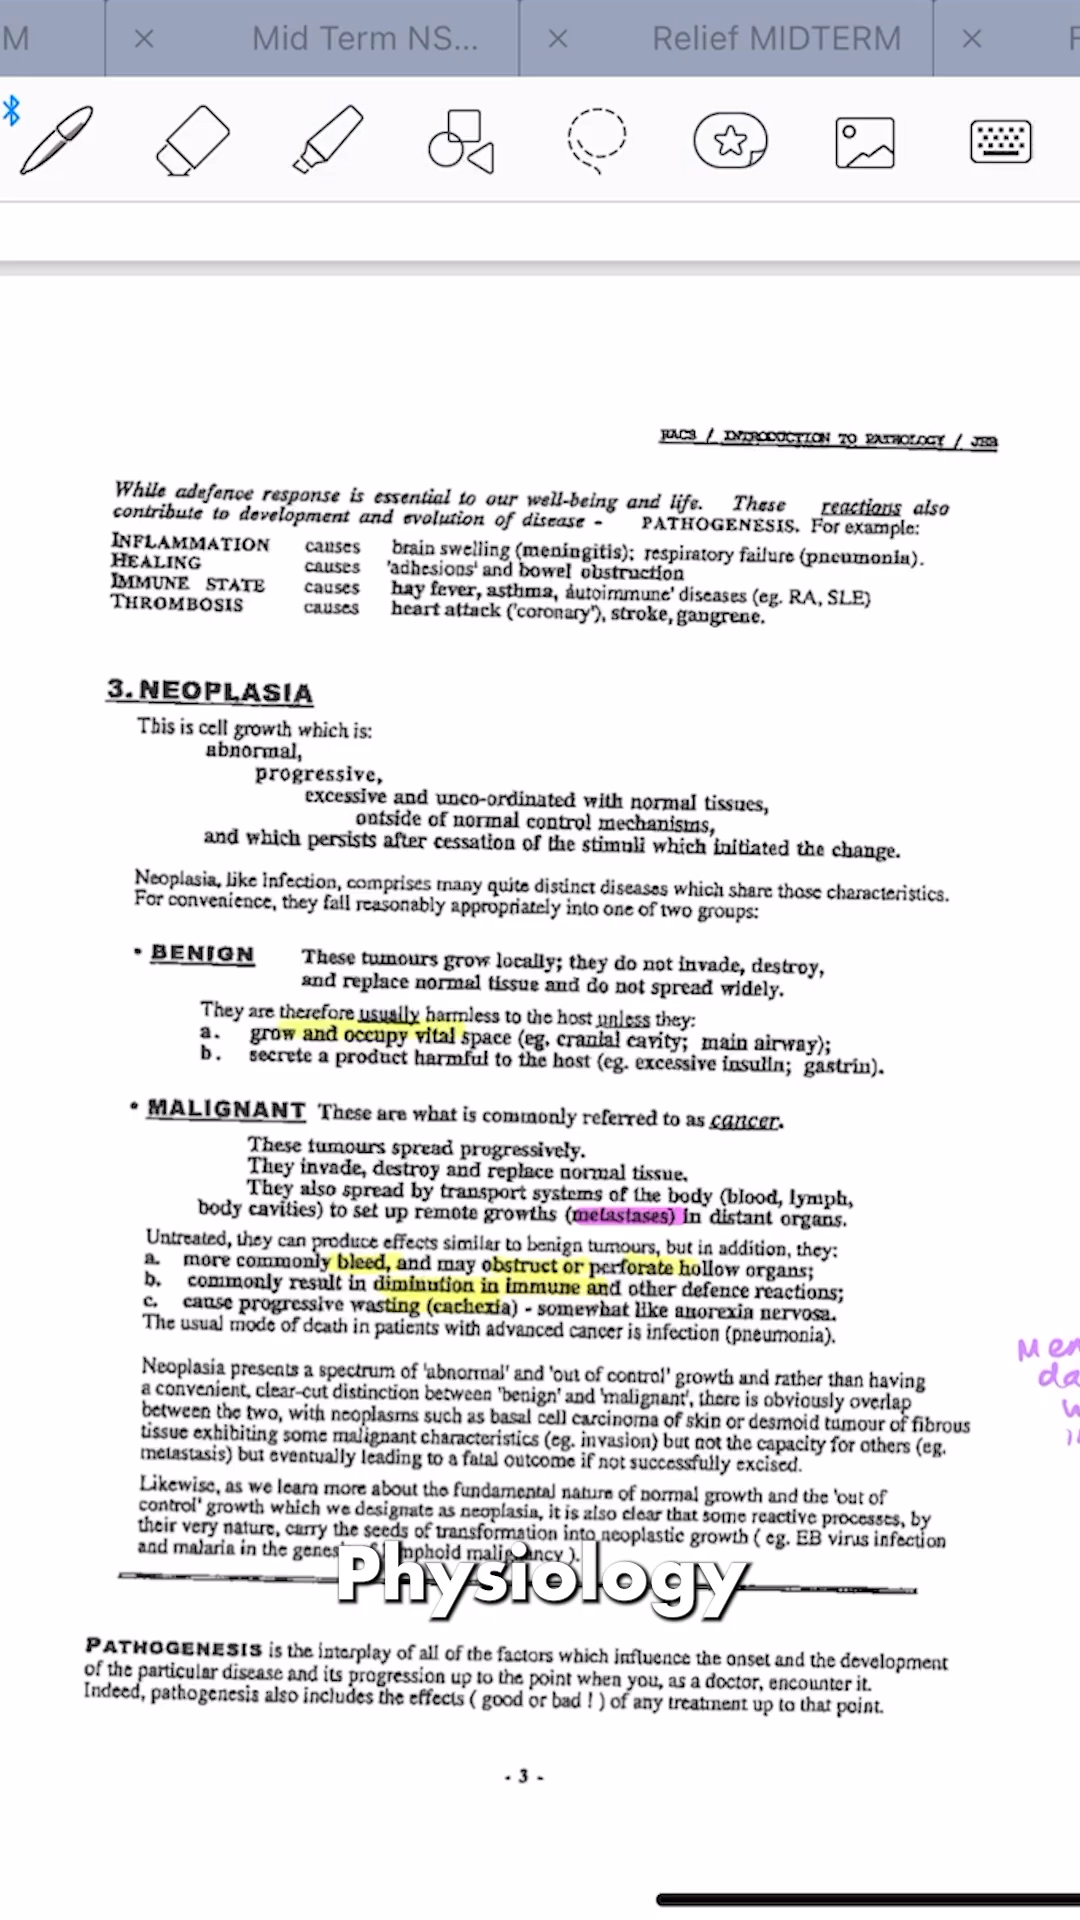 M
× Mid Term NS...
× Relief MIDTERM
×
RACS / INTRODUCTION TO PATHOLOGY / JEB
While adefence response is essential to our well-being and life. These reactions also
contribute to development and evolution of disease - PATHOGENESIS. For example:
INFLAMMATION causes brain swelling (meningitis); respiratory failure (pneumonia).
HEALING causes 'adhesions' and bowel obstruction
IMMUNE STATE causes hay fever, asthma, áutoimmune' diseases (eg. RA, SLE)
THROMBOSIS causes heart attack ('coronary'), stroke, gangrene.
3. NEOPLASIA
This is cell growth which is:
abnormal,
progressive,
excessive and unco-ordinated with normal tissues,
outside of normal control mechanisms,
and which persists after cessation of the stimuli which initiated the change.
Neoplasia, like infection, comprises many quite distinct diseases which share those characteristics.
For convenience, they fall reasonably appropriately into one of two groups:
• BENIGN These tumours grow locally; they do not invade, destroy,
and replace normal tissue and do not spread widely.
They are therefore usually harmless to the host unless they:
a. grow and occupy vital space (eg. cranial cavity; main airway);
b. secrete a product harmful to the host (eg. excessive insulin; gastrin).
• MALIGNANT These are what is commonly referred to as cancer.
These tumours spread progressively.
They invade, destroy and replace normal tissue.
They also spread by transport systems of the body (blood, lymph,
body cavities) to set up remote growths (metastases) in distant organs.
Untreated, they can produce effects similar to benign tumours, but in addition, they:
a. more commonly bleed, and may obstruct or perforate hollow organs;
b. commonly result in diminution in immune and other defence reactions;
c. cause progressive wasting (cachexia) - somewhat like anorexia nervosa.
The usual mode of death in patients with advanced cancer is infection (pneumonia).
Neoplasia presents a spectrum of 'abnormal' and 'out of control' growth and rather than having
a convenient, clear-cut distinction between 'benign' and 'malignant', there is obviously overlap
between the two, with neoplasms such as basal cell carcinoma of skin or desmoid tumour of fibrous
tissue exhibiting some malignant characteristics (eg. invasion) but not the capacity for others (eg.
metastasis) but eventually leading to a fatal outcome if not successfully excised.
Likewise, as we learn more about the fundamental nature of normal growth and the 'out of
control' growth which we designate as neoplasia, it is also clear that some reactive processes, by
their very nature, carry the seeds of transformation into neoplastic growth ( eg. EB virus infection
and malaria in the malignancy ).
Physiology
PATHOGENESIS is the interplay of all of the factors which influence the onset and the development
of the particular disease and its progression up to the point when you, as a doctor, encounter it.
Indeed, pathogenesis also includes the effects ( good or bad ! ) of any treatment up to that point.
- 3 -